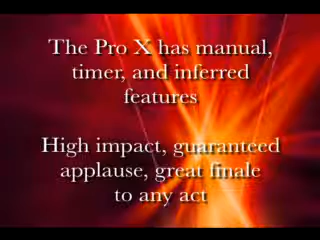 The Pro X has manual,
timer, and inferred
features
High impact, guaranteed
applause, great finale
to any act